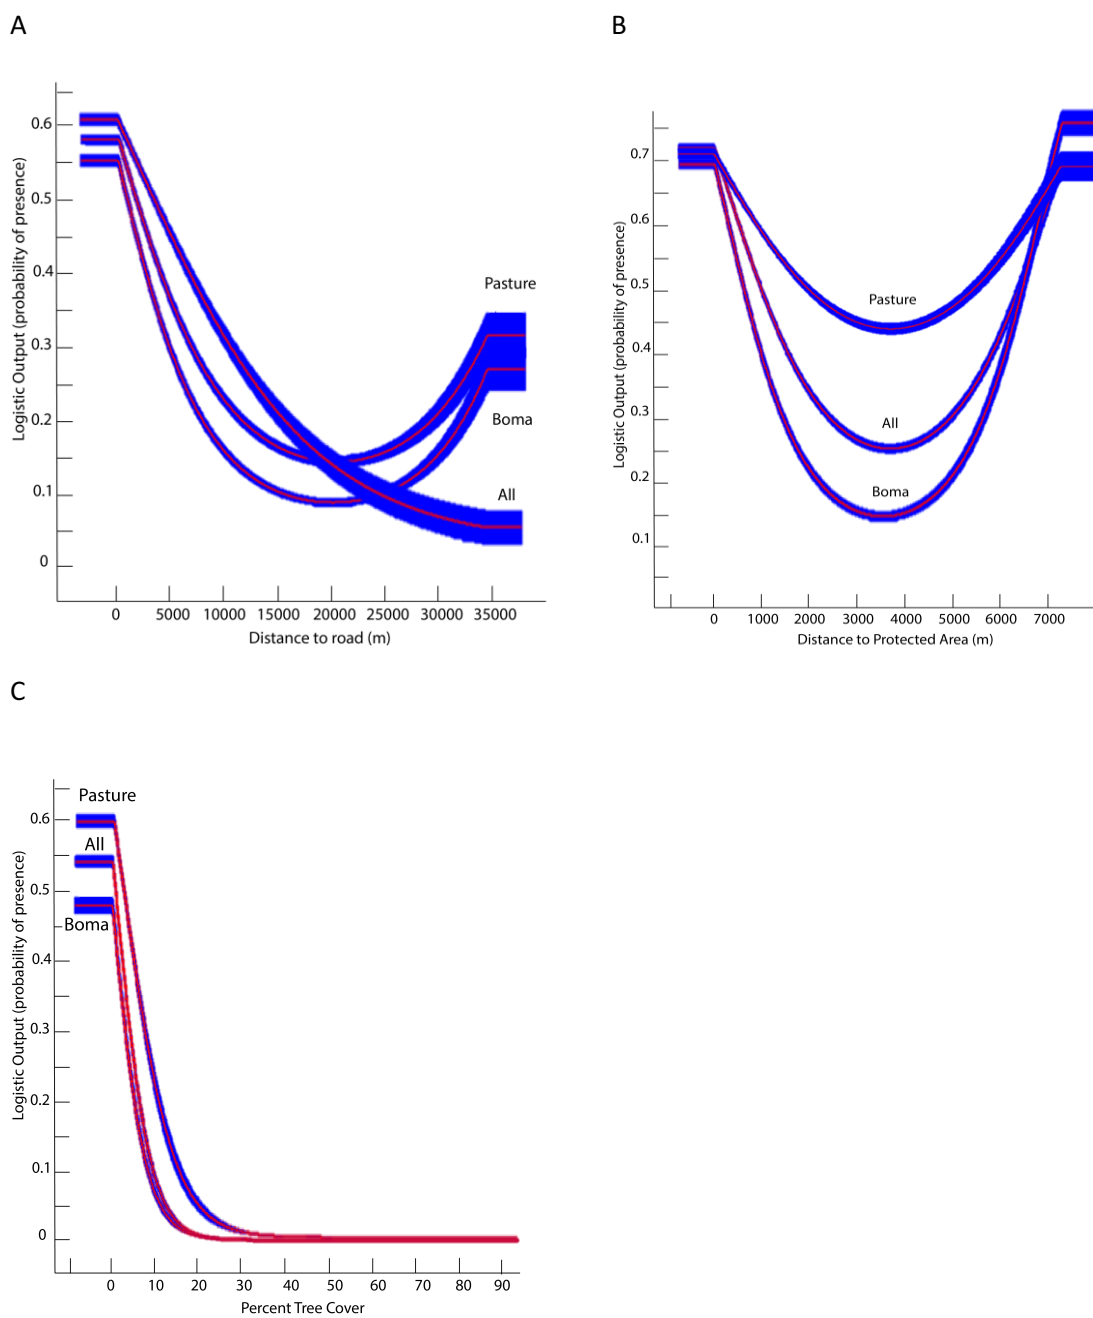 A
Logistic Output (probability of presence)
0.6
0.5
0.4
0.3
0.2
0.1
0
Pasture
Boma
All
0 5000 10000 15000 20000 25000 30000 35000
Distance to road (m)
B
Logistic Output (probability of presence)
0.7
0.6
0.5
0.4
0.3
0.2
0.1
Pasture
All
Boma
0 1000 2000 3000 4000 5000 6000 7000
Distance to Protected Area (m)
C
Logistic Output (probability of presence)
0.6
0.5
0.4
0.3
0.2
0.1
0
Pasture
All
Boma
0 10 20 30 40 50 60 70 80 90
Percent Tree Cover